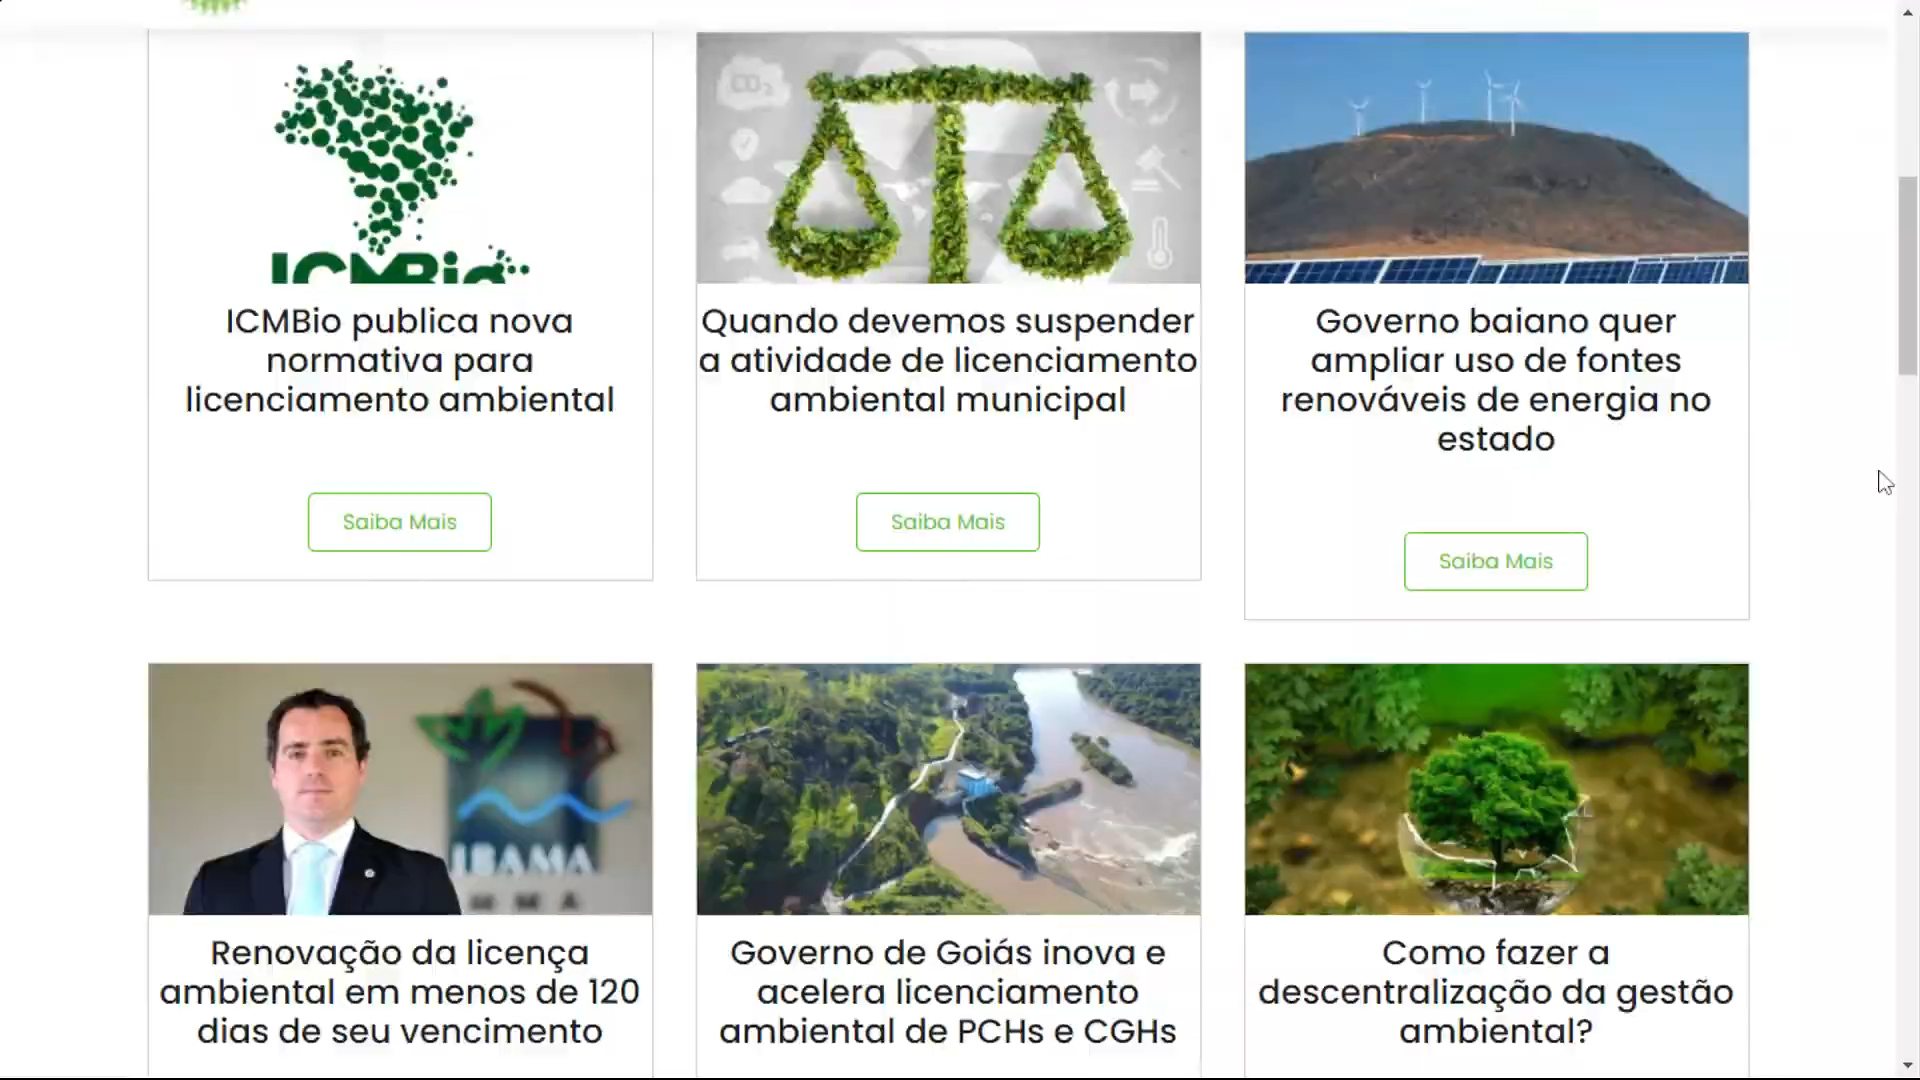 ICMBio
CO₂
ICMBio publica nova
normativa para
licenciamento ambiental
Saiba Mais
Quando devemos suspender
a atividade de licenciamento
ambiental municipal
Saiba Mais
Governo baiano quer
ampliar uso de fontes
renováveis de energia no
estado
Saiba Mais
IBAMA
M M A
Renovação da licença
ambiental em menos de 120
dias de seu vencimento
Governo de Goiás inova e
acelera licenciamento
ambiental de PCHs e CGHs
Como fazer a
descentralização da gestão
ambiental?